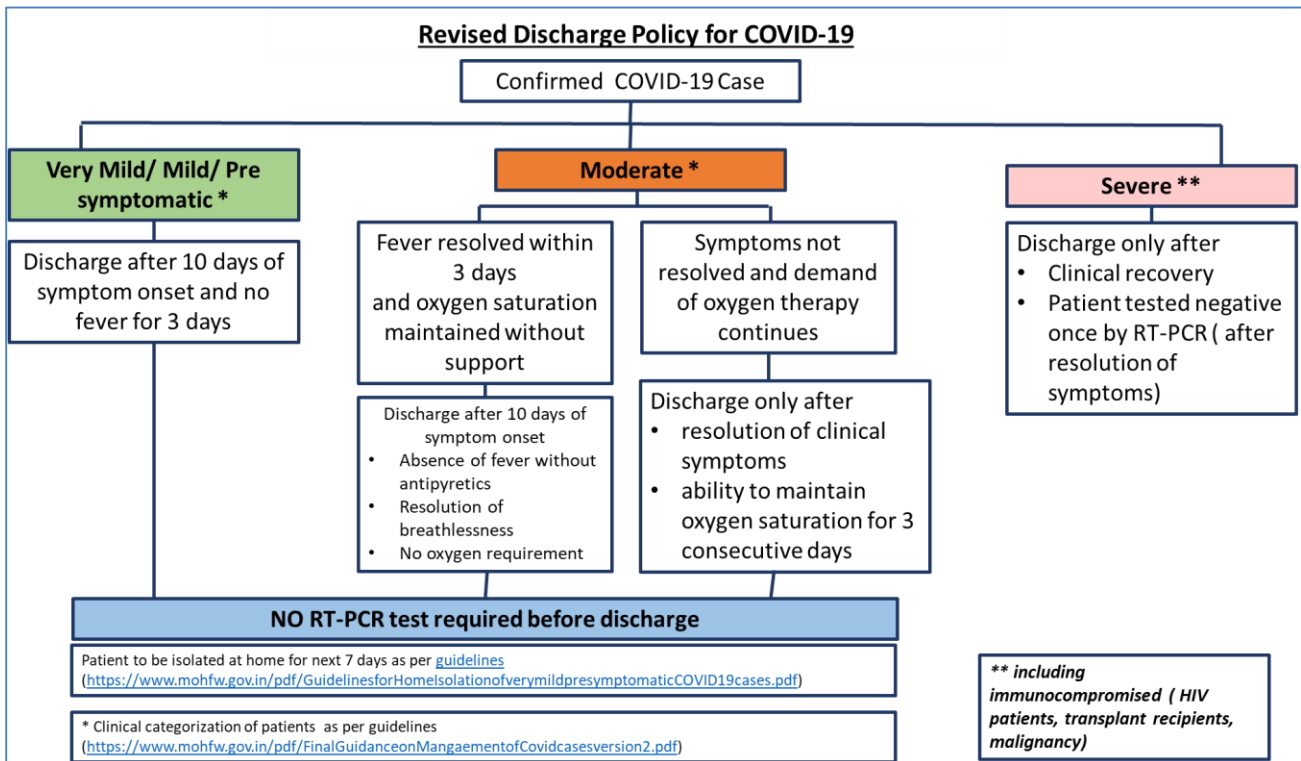 Revised Discharge Policy for COVID-19
Confirmed  COVID-19 Case
Very Mild/ Mild/ Pre
symptomatic *
Discharge after 10 days of
symptom onset and no
fever for 3 days
Moderate *
Fever resolved within
3 days
and oxygen saturation
maintained without
support
Discharge after 10 days of
symptom onset
• Absence of fever without
antipyretics
• Resolution of
breathlessness
• No oxygen requirement
Symptoms not
resolved and demand
of oxygen therapy
continues
Discharge only after
• resolution of clinical
symptoms
• ability to maintain
oxygen saturation for 3
consecutive days
Severe **
Discharge only after
• Clinical recovery
• Patient tested negative
once by RT-PCR ( after
resolution of
symptoms)
NO RT-PCR test required before discharge
Patient to be isolated at home for next 7 days as per guidelines
(https://www.mohfw.gov.in/pdf/GuidelinesforHomeIsolationofverymildpresymptomaticCOVID19cases.pdf)
* Clinical categorization of patients  as per guidelines
(https://www.mohfw.gov.in/pdf/FinalGuidanceonMangaementofCovidcasesversion2.pdf)
** including
immunocompromised ( HIV
patients, transplant recipients,
malignancy)